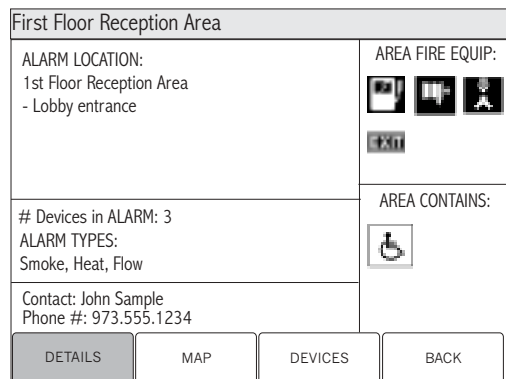 First Floor Reception Area
ALARM LOCATION:
1st Floor Reception Area
- Lobby entrance
# Devices in ALARM: 3
ALARM TYPES:
Smoke, Heat, Flow
Contact: John Sample
Phone #: 973.555.1234
AREA FIRE EQUIP:
EXIT
AREA CONTAINS:
DETAILS
MAP
DEVICES
BACK